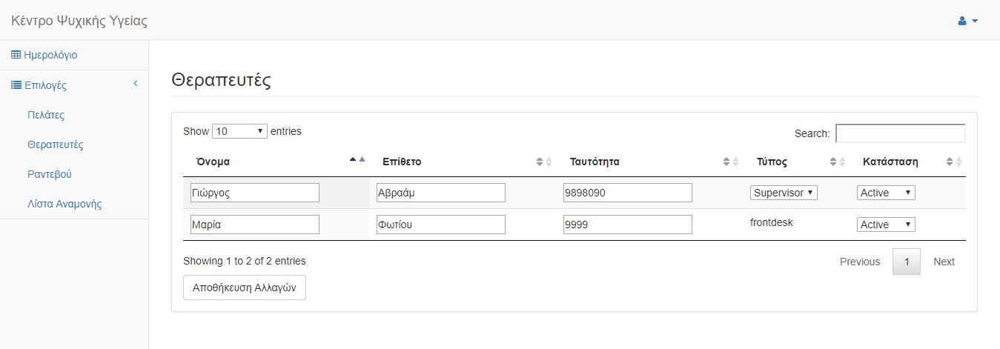 Κέντρο Ψυχικής Υγείας
Ημερολόγιο
Επιλογές
Πελάτες
Θεραπευτές
Ραντεβού
Λίστα Αναμονής
Θεραπευτές
Show 10 entries
Search:
Όνομα Επίθετο Ταυτότητα Τύπος Κατάσταση
Γιώργος Αβραάμ 9898090 Supervisor Active
Μαρία Φωτίου 9999 frontdesk Active
Showing 1 to 2 of 2 entries
Previous 1 Next
Αποθήκευση Αλλαγών